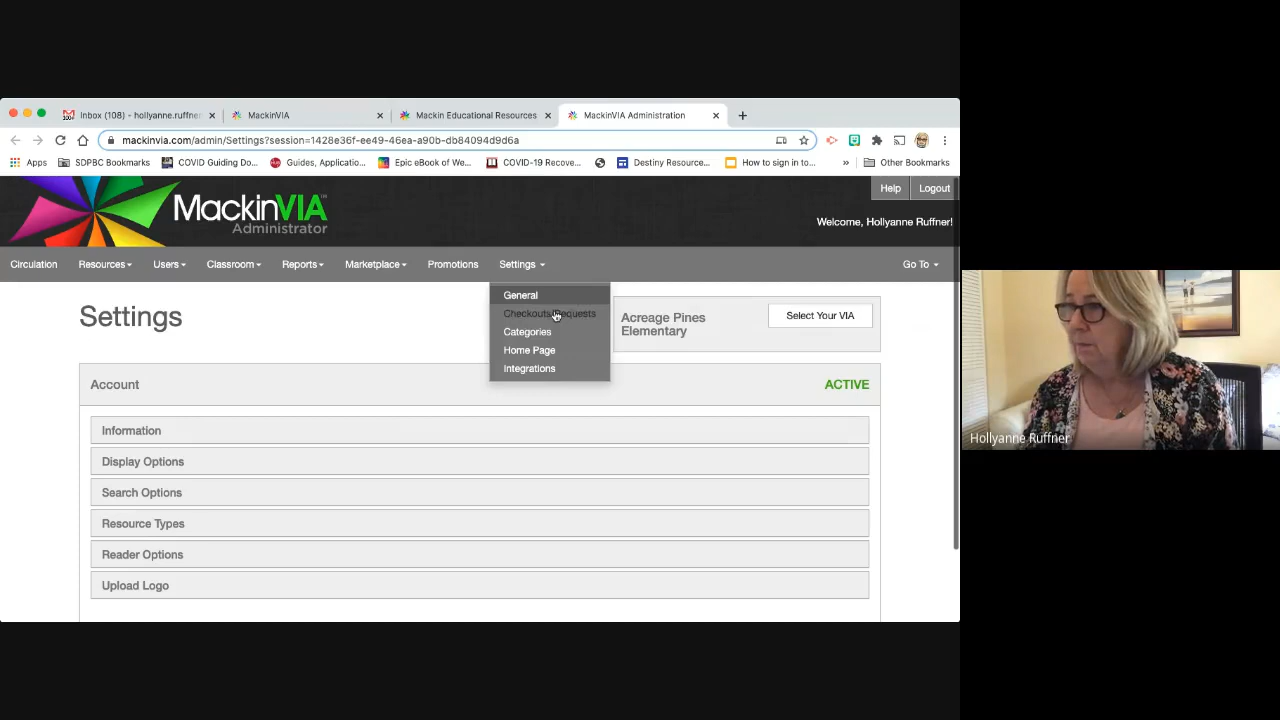 Inbox (108) - hollyanne.ruffner
MackinVIA
Mackin Educational Resources
MackinVIA Administration
mackinvia.com/admin/Settings?session=1428e36f-ee49-46ea-a90b-db84094d9d6a
Apps
SDPBC Bookmarks
COVID Guiding Do...
Guides, Applicatio...
Epic eBook of We...
COVID-19 Recove...
Destiny Resource...
How to sign in to...
»
Other Bookmarks
MackinVIA™
Administrator
Help
Logout
Welcome, Hollyanne Ruffner!
Circulation
Resources
Users
Classroom
Reports
Marketplace
Promotions
Settings
Go To
General
Checkouts/Requests
Categories
Home Page
Integrations
Settings
Acreage Pines
Elementary
Select Your VIA
Account
ACTIVE
Information
Display Options
Search Options
Resource Types
Reader Options
Upload Logo
Hollyanne Ruffner